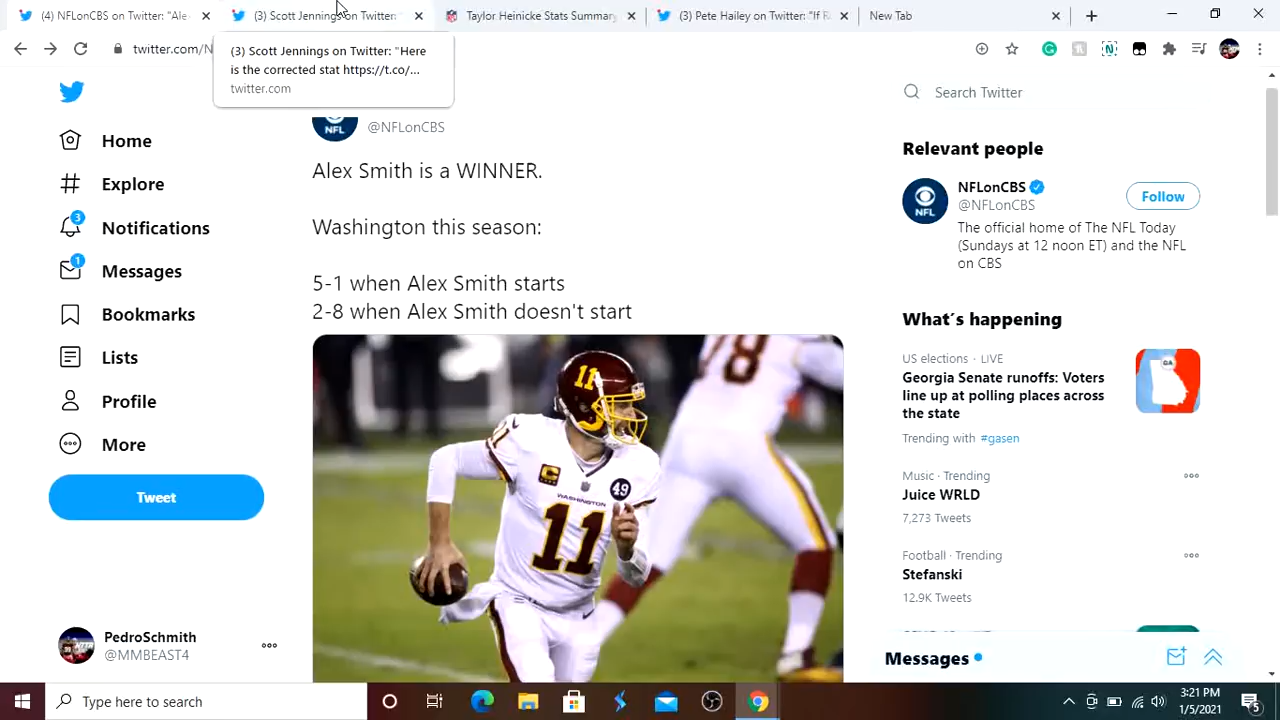 (4) NFLonCBS on Twitter: "Ale
(3) Scott Jennings on Twitter:
Taylor Heinicke Stats Summary
(3) Pete Hailey on Twitter: "If R
New Tab
twitter.com/N
(3) Scott Jennings on Twitter: "Here
is the corrected stat https://t.co/...
twitter.com
Home
Explore
3
Notifications
1
Messages
Bookmarks
Lists
Profile
More
Tweet
PedroSchmith
@MMBEAST4
NFL
@NFLonCBS
Alex Smith is a WINNER.
Washington this season:
5-1 when Alex Smith starts
2-8 when Alex Smith doesn't start
11
78
49
WASHINGTON
11
Search Twitter
Relevant people
NFL
NFLonCBS
@NFLonCBS
Follow
The official home of The NFL Today
(Sundays at 12 noon ET) and the NFL
on CBS
What's happening
US elections · LIVE
Georgia Senate runoffs: Voters
line up at polling places across
the state
GA
Trending with #gasen
Music · Trending
Juice WRLD
7,273 Tweets
Football · Trending
Stefanski
12.9K Tweets
Messages
Type here to search
3:21 PM
1/5/2021
5